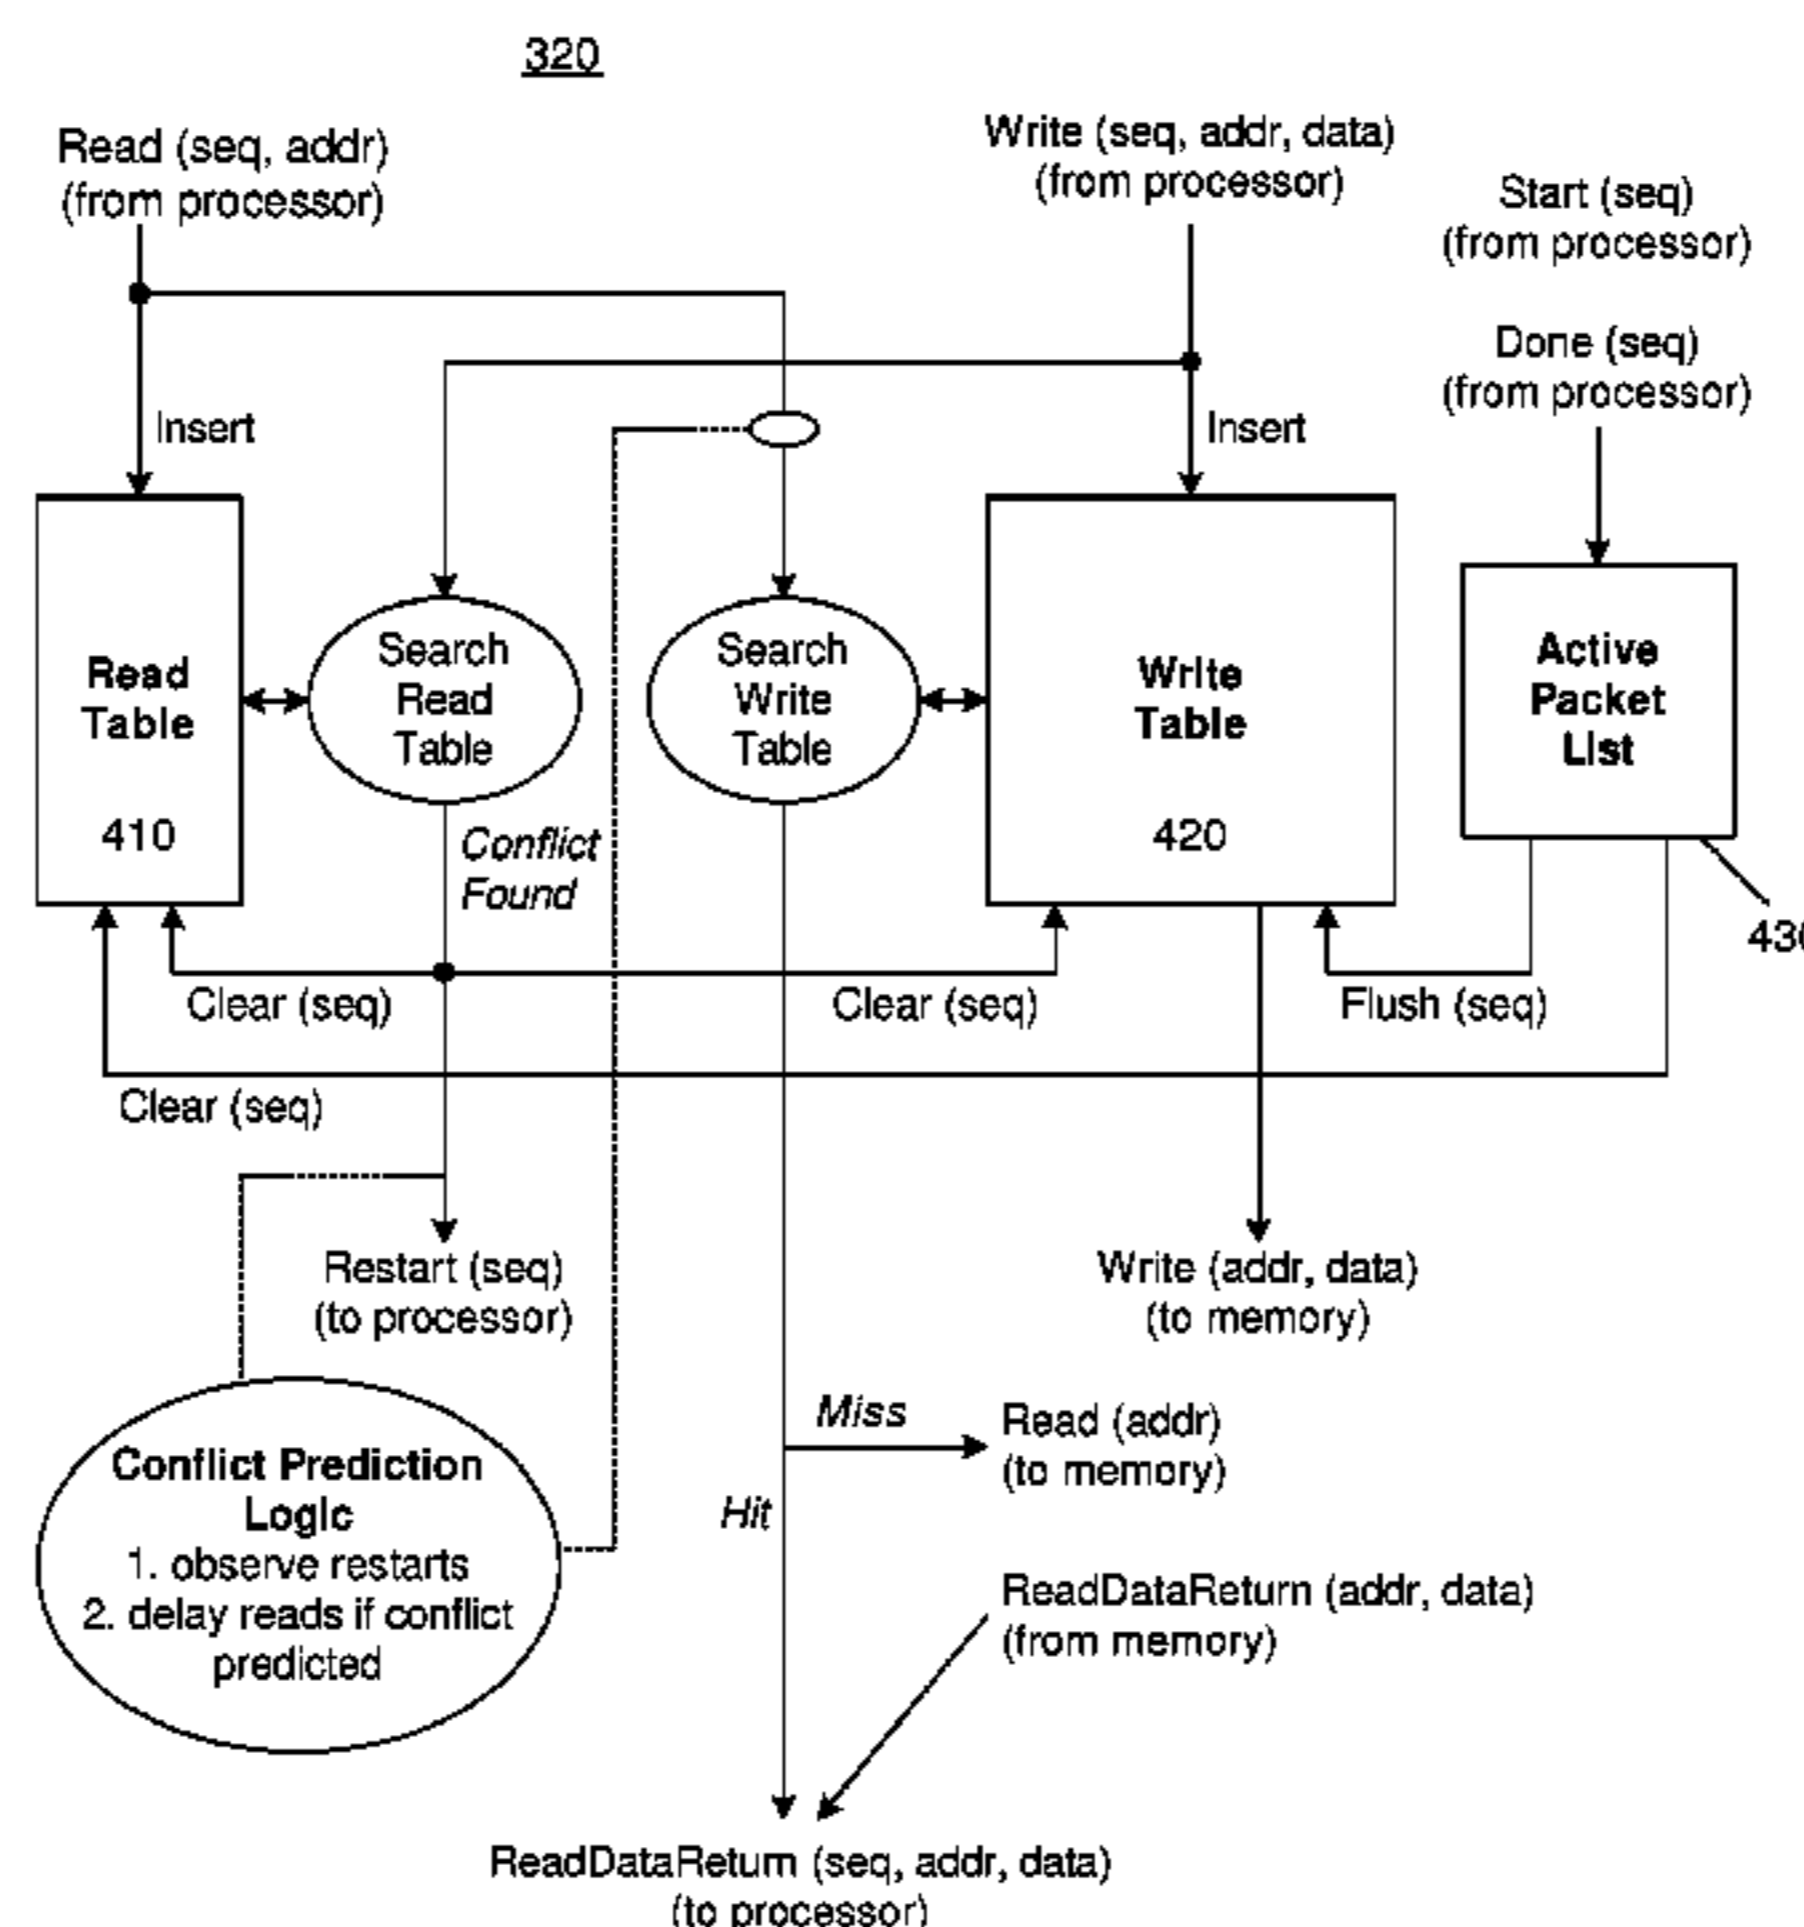 320
Read (seq, addr)
(from processor)
Write (seq, addr, data)
(from processor)
Start (seq)
(from processor)
Done (seq)
(from processor)
Insert
Insert
Read
Table
410
Search
Read
Table
Search
Write
Table
Write
Table
420
Active
Packet
List
Conflict
Found
Clear (seq)
Clear (seq)
Flush (seq)
Clear (seq)
Restart (seq)
(to processor)
Write (addr, data)
(to memory)
Miss
Read (addr)
(to memory)
Hit
Conflict Prediction
Logic
1. observe restarts
2. delay reads if conflict
predicted
ReadDataReturn (addr, data)
(from memory)
ReadDataReturn (seq, addr, data)
(to processor)